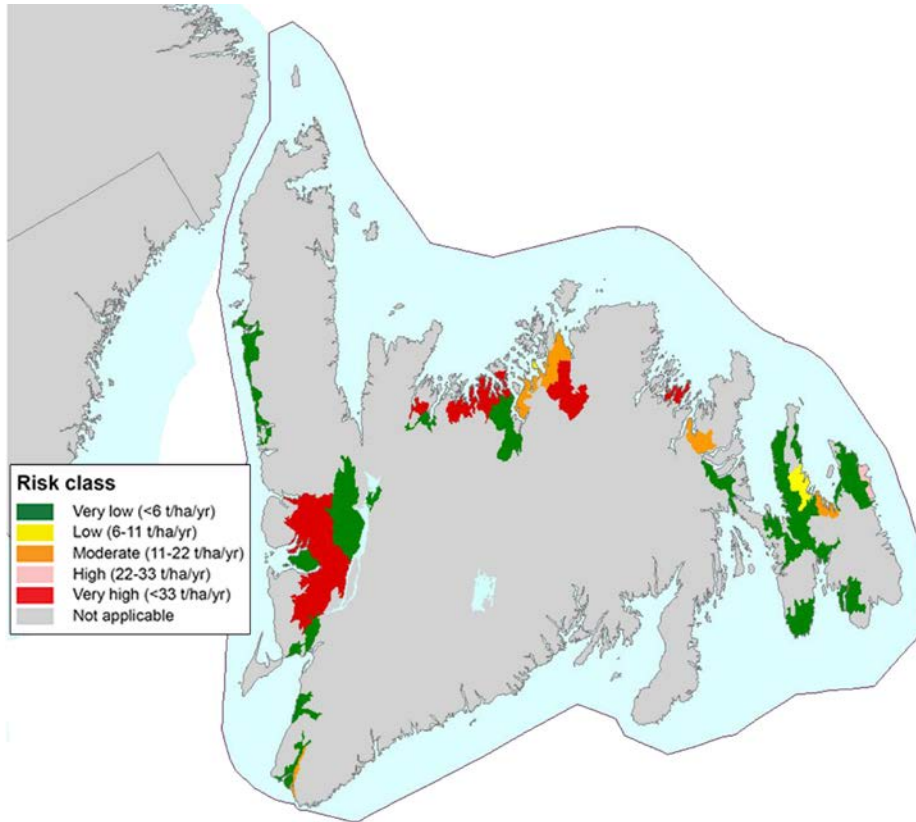 Risk class
Very low (<6 t/ha/yr)
Low (6-11 t/ha/yr)
Moderate (11-22 t/ha/yr)
High (22-33 t/ha/yr)
Very high (<33 t/ha/yr)
Not applicable